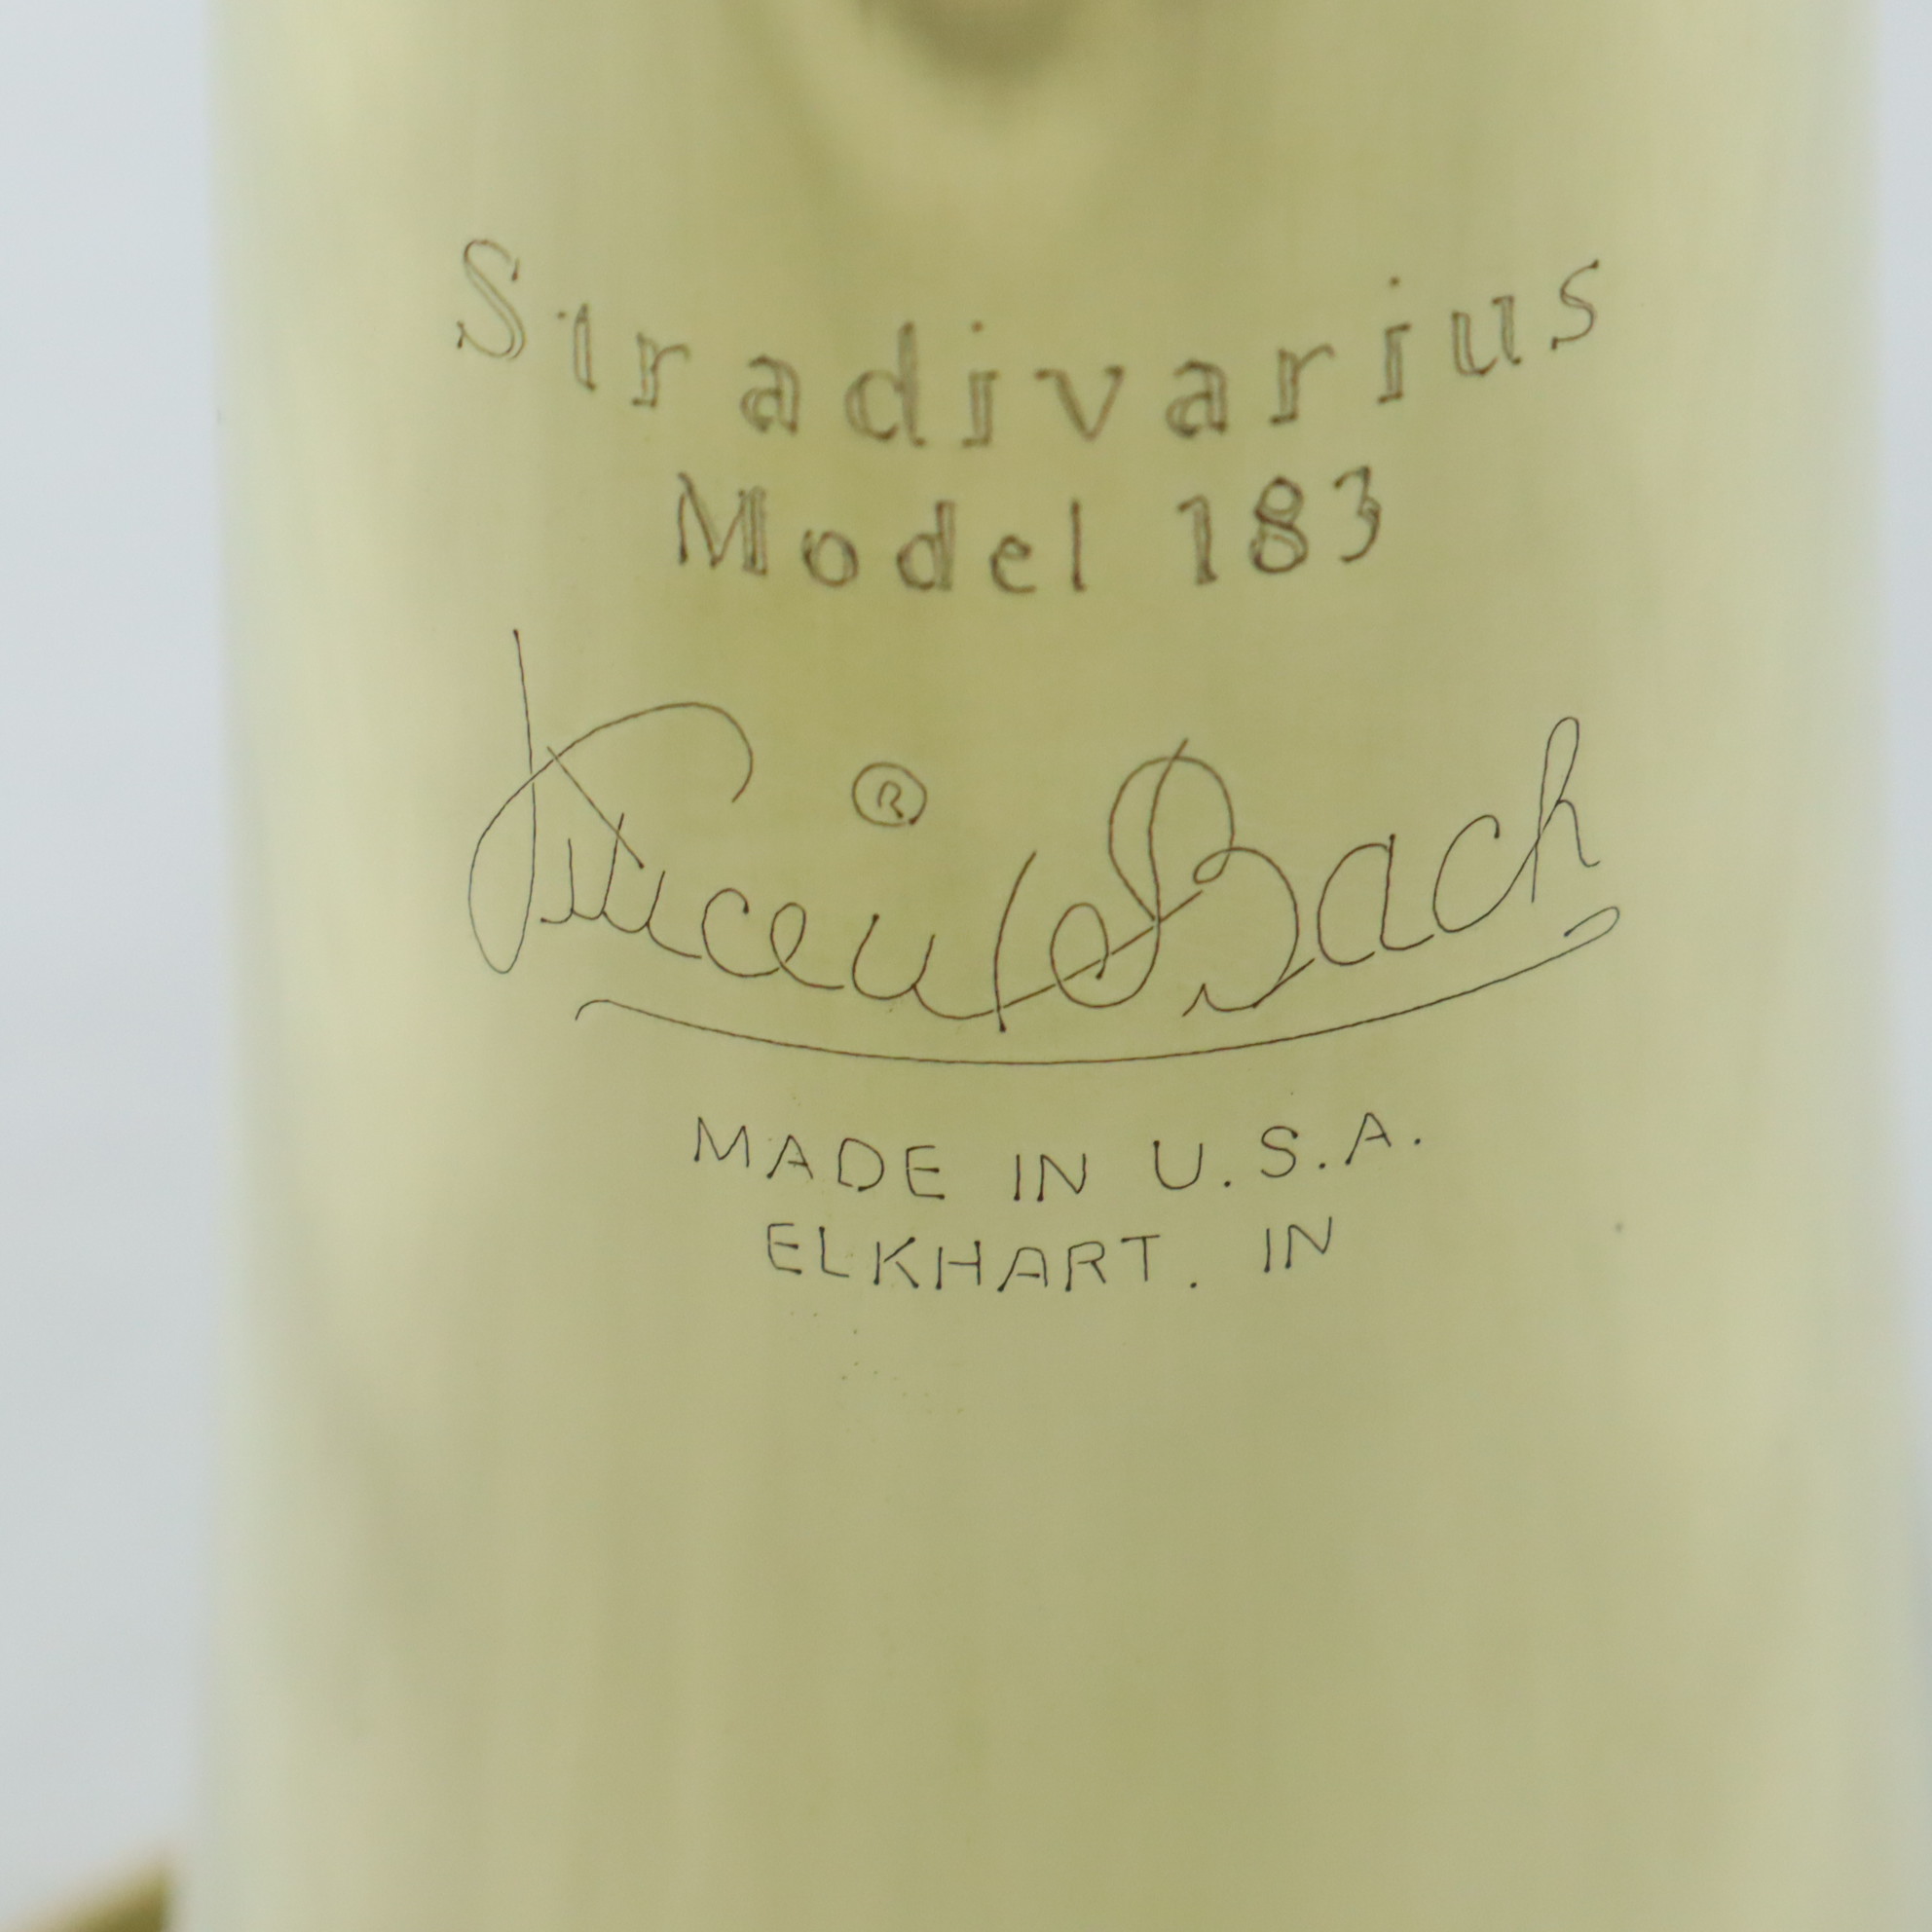 Stradivarius
Model 183
Vincent Bach
®
MADE IN U.S.A.
ELKHART. IN